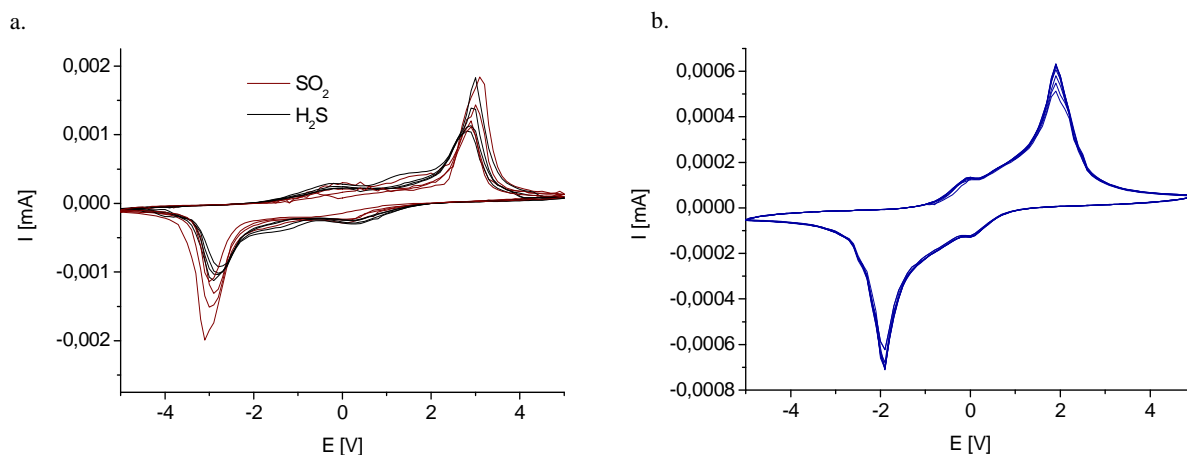 a.
0,002
0,001
0,000
-0,001
-0,002
I [mA]
SO₂
H₂S
-4 -2 0 2 4
E [V]
b.
0,0006
0,0004
0,0002
0,0000
-0,0002
-0,0004
-0,0006
-0,0008
I [mA]
-4 -2 0 2 4
E [V]